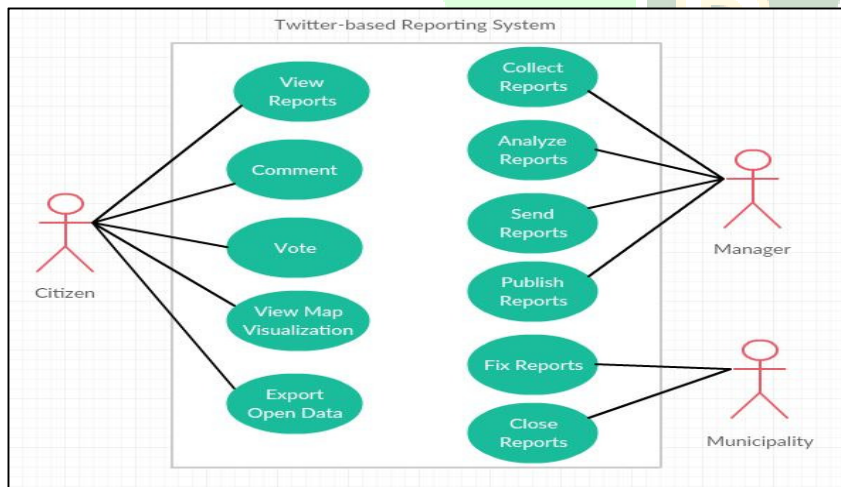 Twitter-based Reporting System
View
Reports
Comment
Vote
View Map
Visualization
Export
Open Data
Citizen
Collect
Reports
Analyze
Reports
Send
Reports
Publish
Reports
Fix Reports
Close
Reports
Manager
Municipality